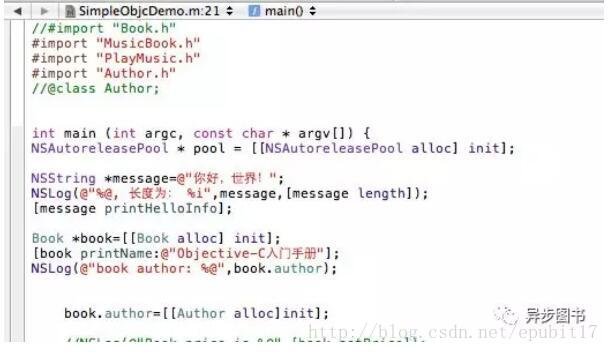 SimpleObjcDemo.m:21 main()
//#import "Book.h"
#import "MusicBook.h"
#import "PlayMusic.h"
#import "Author.h"
//@class Author;
int main (int argc, const char * argv[]) {
NSAutoreleasePool * pool = [[NSAutoreleasePool alloc] init];
NSString *message=@"你好，世界！";
NSLog(@"%@, 长度为： %i",message,[message length]);
[message printHelloInfo];
Book *book=[[Book alloc] init];
[book printName:@"Objective-C入门手册"];
NSLog(@"book author: %@",book.author);
book.author=[[Author alloc]init];
异步图书
http://blog.csdn.net/epubit17
//NSLog(@"Book price is %@",[book getPrice]);